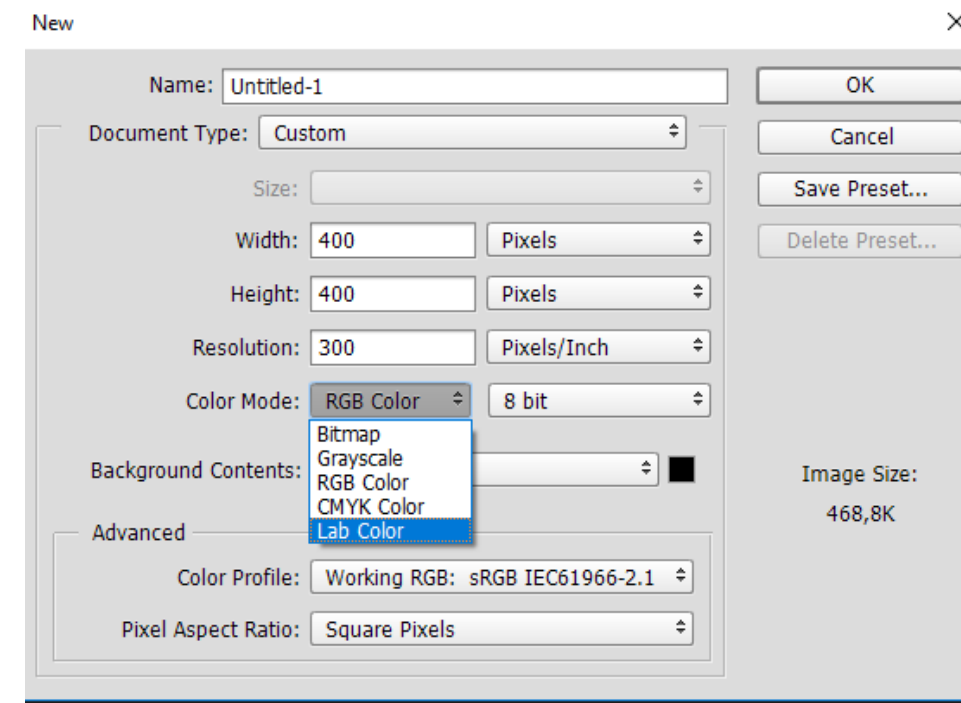 New
Name: Untitled-1
OK
Document Type: Custom
Cancel
Size:
Save Preset...
Width: 400 Pixels
Delete Preset...
Height: 400 Pixels
Resolution: 300 Pixels/Inch
Color Mode: RGB Color 8 bit
Bitmap
Grayscale
RGB Color
CMYK Color
Lab Color
Background Contents:
Image Size:
468,8K
Advanced
Color Profile: Working RGB: sRGB IEC61966-2.1
Pixel Aspect Ratio: Square Pixels